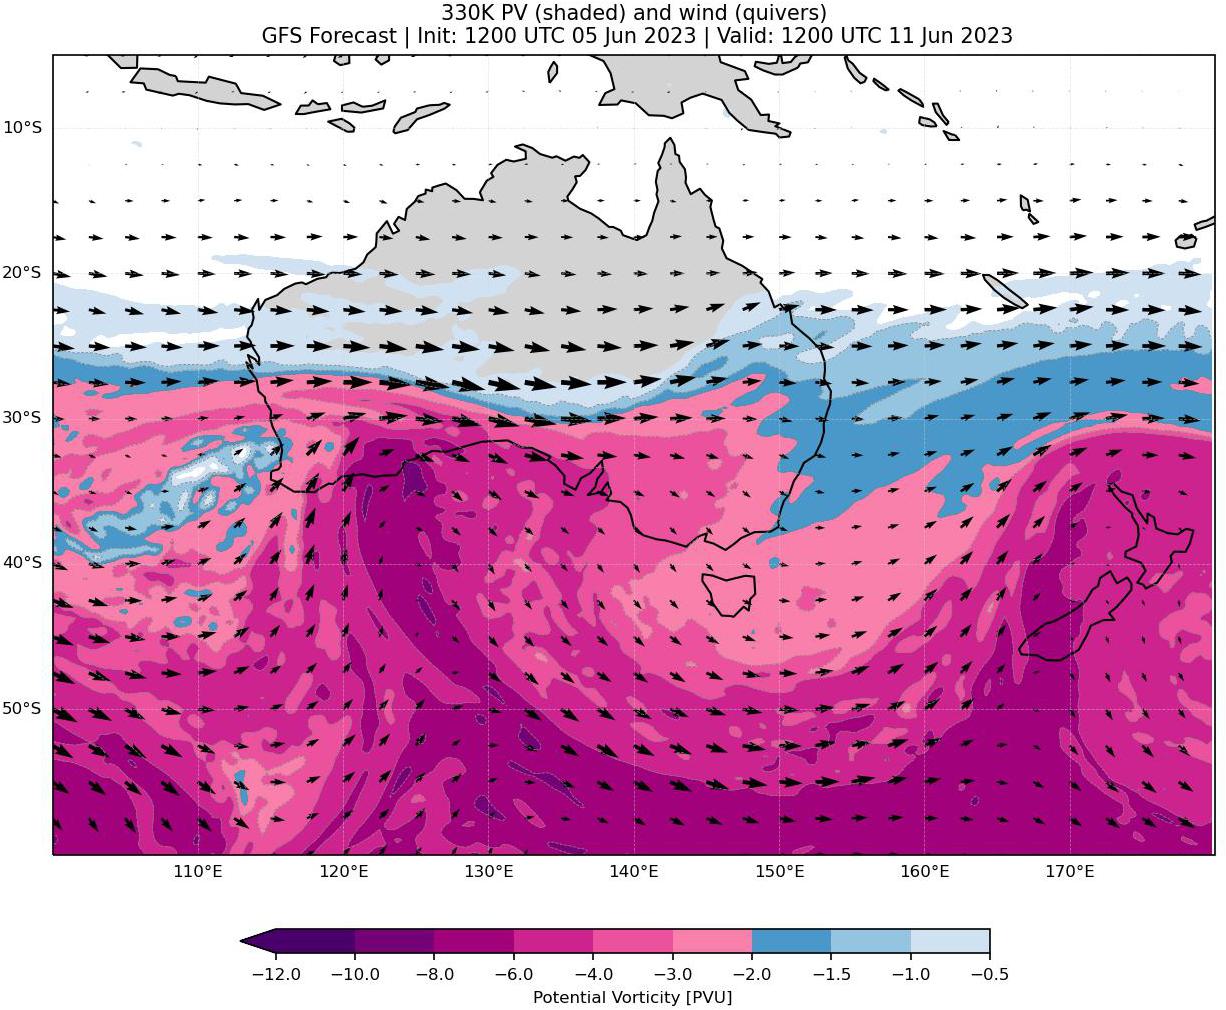 330K PV (shaded) and wind (quivers)
GFS Forecast | Init: 1200 UTC 05 Jun 2023 | Valid: 1200 UTC 11 Jun 2023
10°S
20°S
30°S
40°S
50°S
110°E 120°E 130°E 140°E 150°E 160°E 170°E
−12.0 −10.0 −8.0 −6.0 −4.0 −3.0 −2.0 −1.5 −1.0 −0.5
Potential Vorticity [PVU]